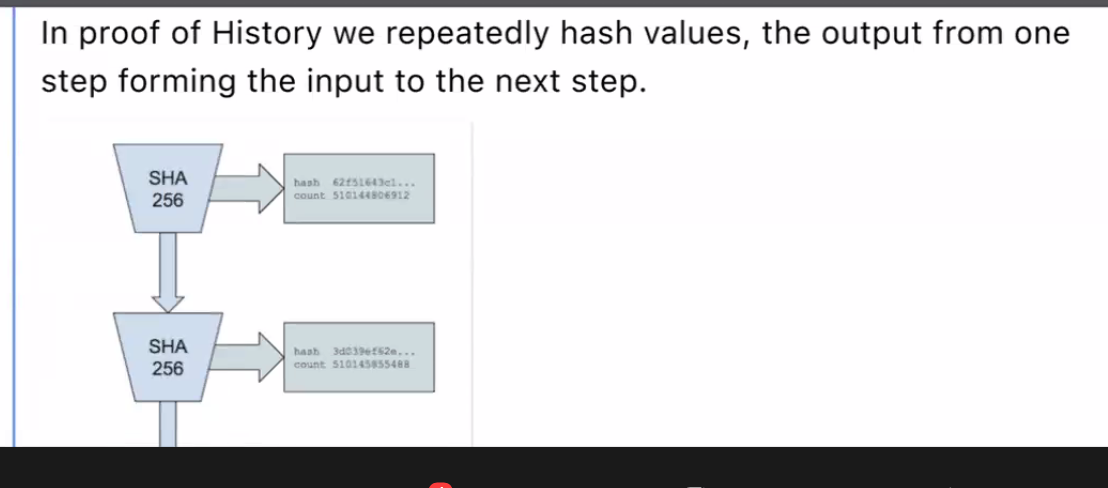 In proof of History we repeatedly hash values, the output from one
step forming the input to the next step.
SHA
256
hash 62f51643c1...
count 510144806912
SHA
256
hash 3d039ef62e...
count 510145855488